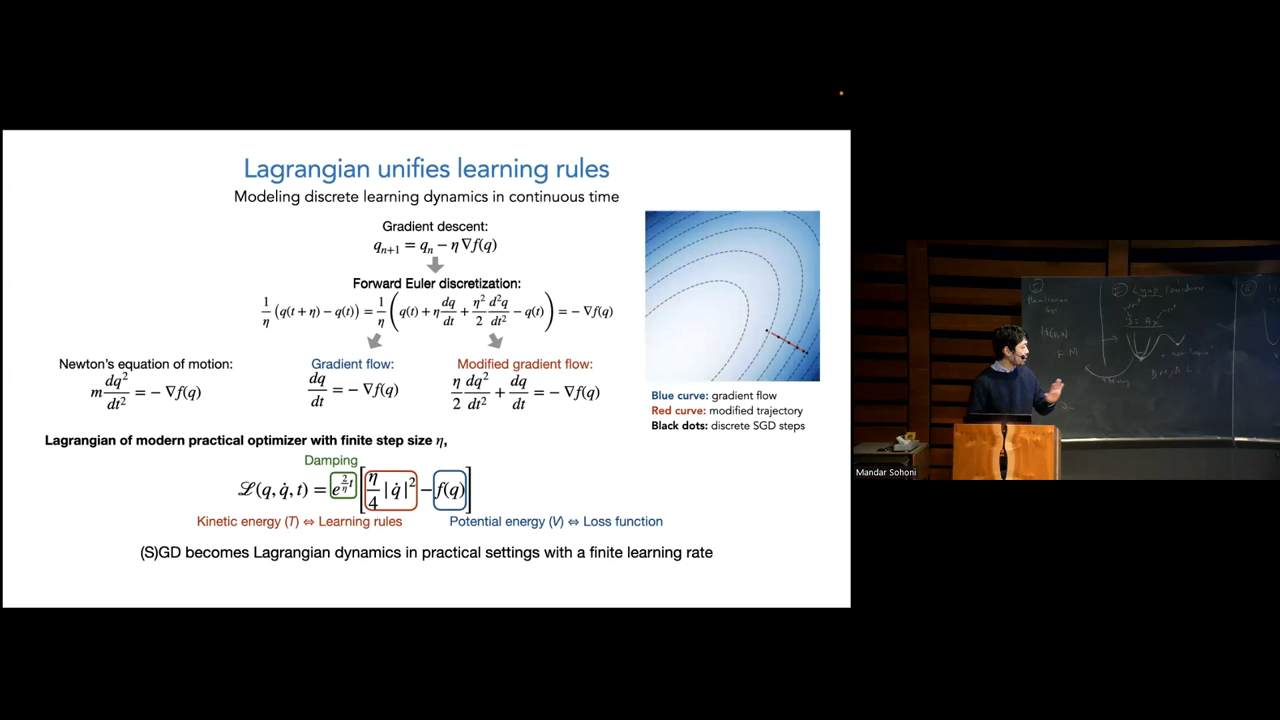 Lagrangian unifies learning rules
Modeling discrete learning dynamics in continuous time
Gradient descent:
qₙ₊₁ = qₙ − η ∇f(q)
Forward Euler discretization:
1/η (q(t + η) − q(t)) = 1/η (q(t) + η dq/dt + η²/2 d²q/dt² − q(t)) = − ∇f(q)
Newton's equation of motion:
m dq²/dt² = − ∇f(q)
Gradient flow:
dq/dt = − ∇f(q)
Modified gradient flow:
η/2 dq²/dt² + dq/dt = − ∇f(q)
Blue curve: gradient flow
Red curve: modified trajectory
Black dots: discrete SGD steps
Lagrangian of modern practical optimizer with finite step size η,
Damping
ℒ(q, q̇, t) = e^{2/η t} [η/4 |q̇|² − f(q)]
Kinetic energy (T) ⇔ Learning rules
Potential energy (V) ⇔ Loss function
(S)GD becomes Lagrangian dynamics in practical settings with a finite learning rate
Mandar Sohoni